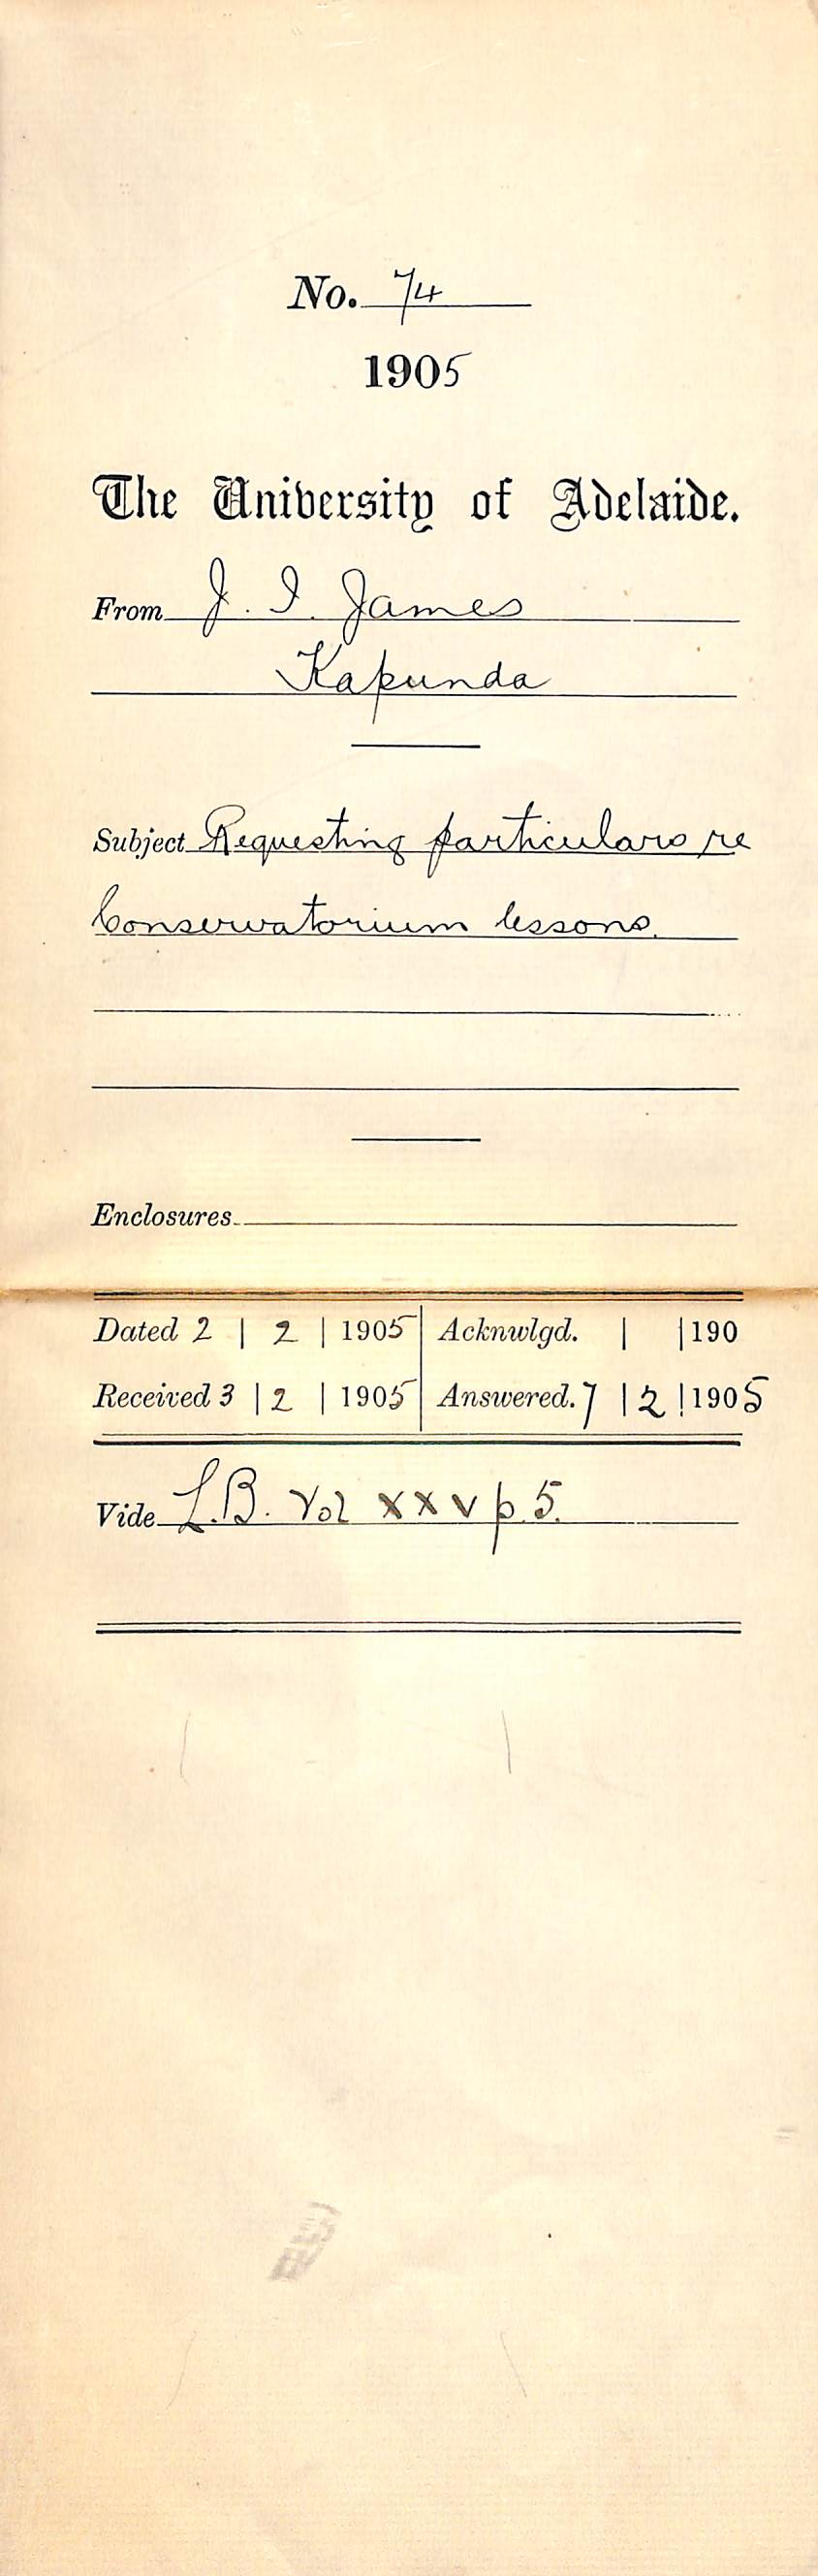 No. 74
1905
The University of Adelaide.
From J. I. James
Kapunda
Subject Requesting particulars re
Conservatorium lessons.
Enclosures
Dated 2 | 2 | 1905 Acknwlgd. | | 190
Received 3 | 2 | 1905 Answered. 7 | 2 | 1905
Vide L.B. Vol XXV p. 5.